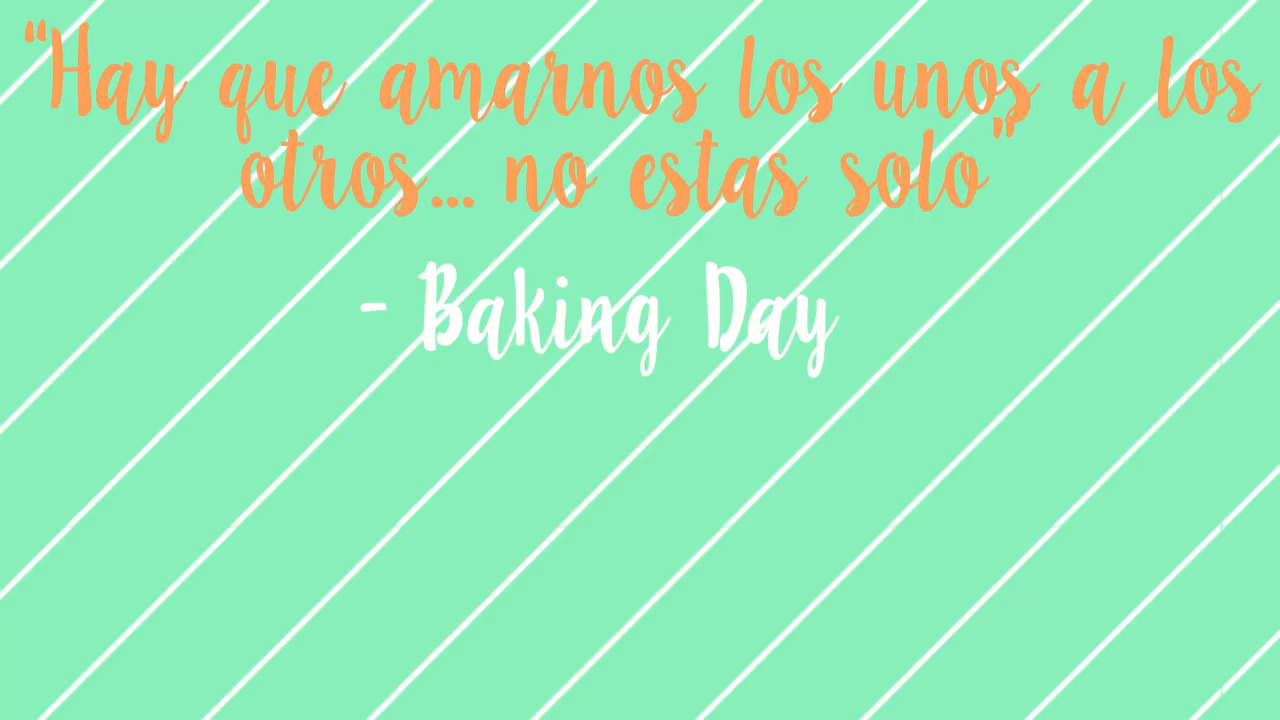 "Hay que amarnos los unos a los
otros... no estas solo"
- Baking Day